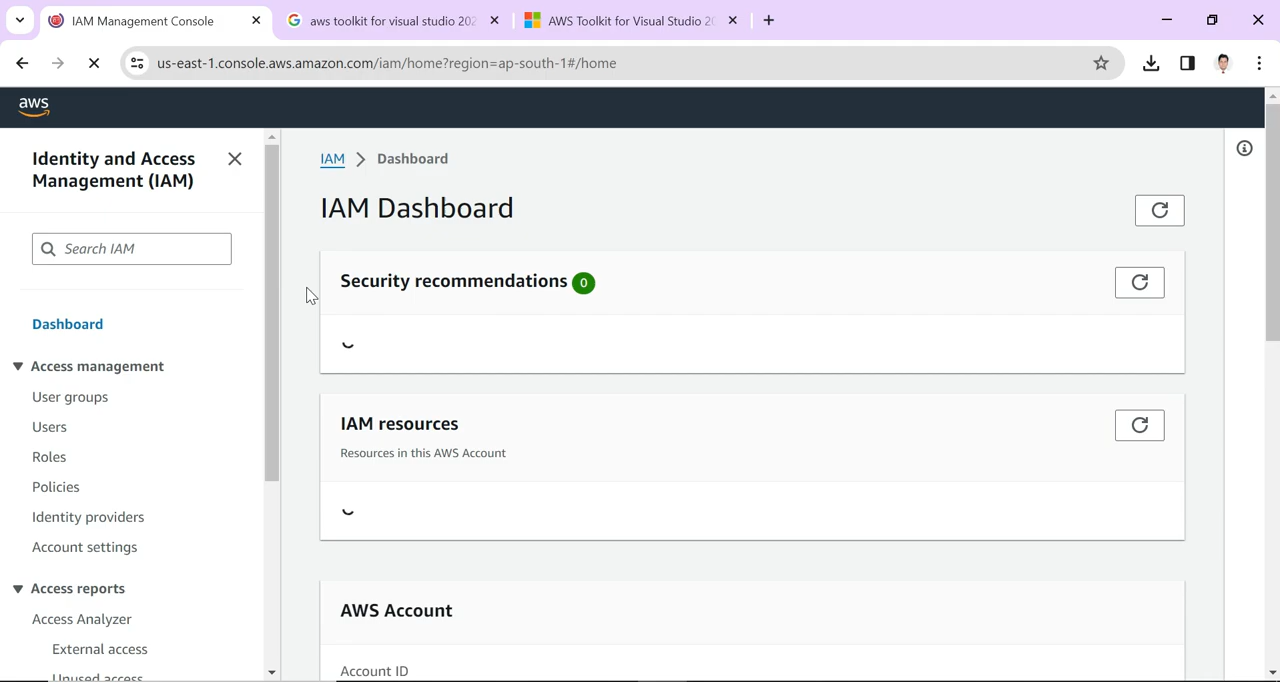 IAM Management Console
aws toolkit for visual studio 202
AWS Toolkit for Visual Studio 20
us-east-1.console.aws.amazon.com/iam/home?region=ap-south-1#/home
aws
Identity and Access
Management (IAM)
Search IAM
Dashboard
Access management
User groups
Users
Roles
Policies
Identity providers
Account settings
Access reports
Access Analyzer
External access
Unused access
IAM > Dashboard
IAM Dashboard
Security recommendations 0
IAM resources
Resources in this AWS Account
AWS Account
Account ID